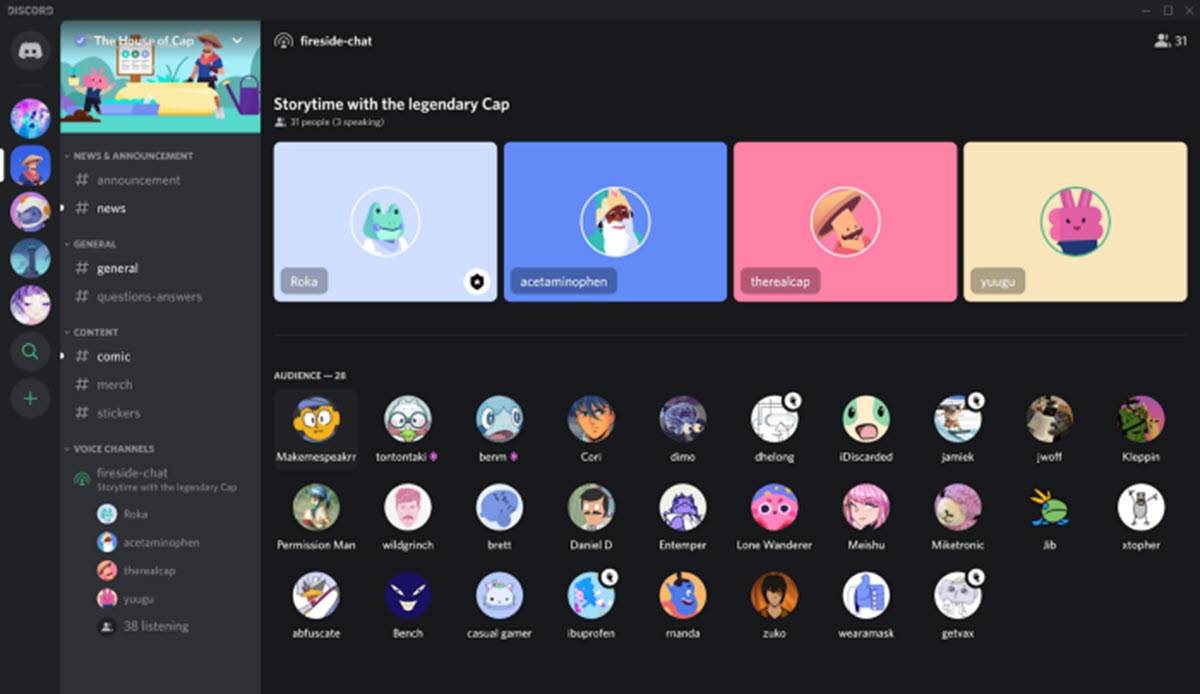 DISCORD
The House of Cap
NEWS & ANNOUNCEMENT
# announcement
# news
GENERAL
# general
# questions-answers
CONTENT
# comic
# merch
# stickers
VOICE CHANNELS
fireside-chat
Storytime with the legendary Cap
Roka
acetaminophen
therealcap
yuugu
38 listening
fireside-chat
31
Storytime with the legendary Cap
31 people (3 speaking)
Roka
acetaminophen
therealcap
yuugu
AUDIENCE — 28
Makemespeakrr tontontaki benm Cori dimo dhelong iDiscarded jamiek jwoff Kleppin
Permission Man wildgrinch brett Daniel D Entemper Lone Wanderer Meishu Miketronic Jib xtopher
abfuscate Bench casual gamer ibuprofen rnanda zuko wearamask getvax